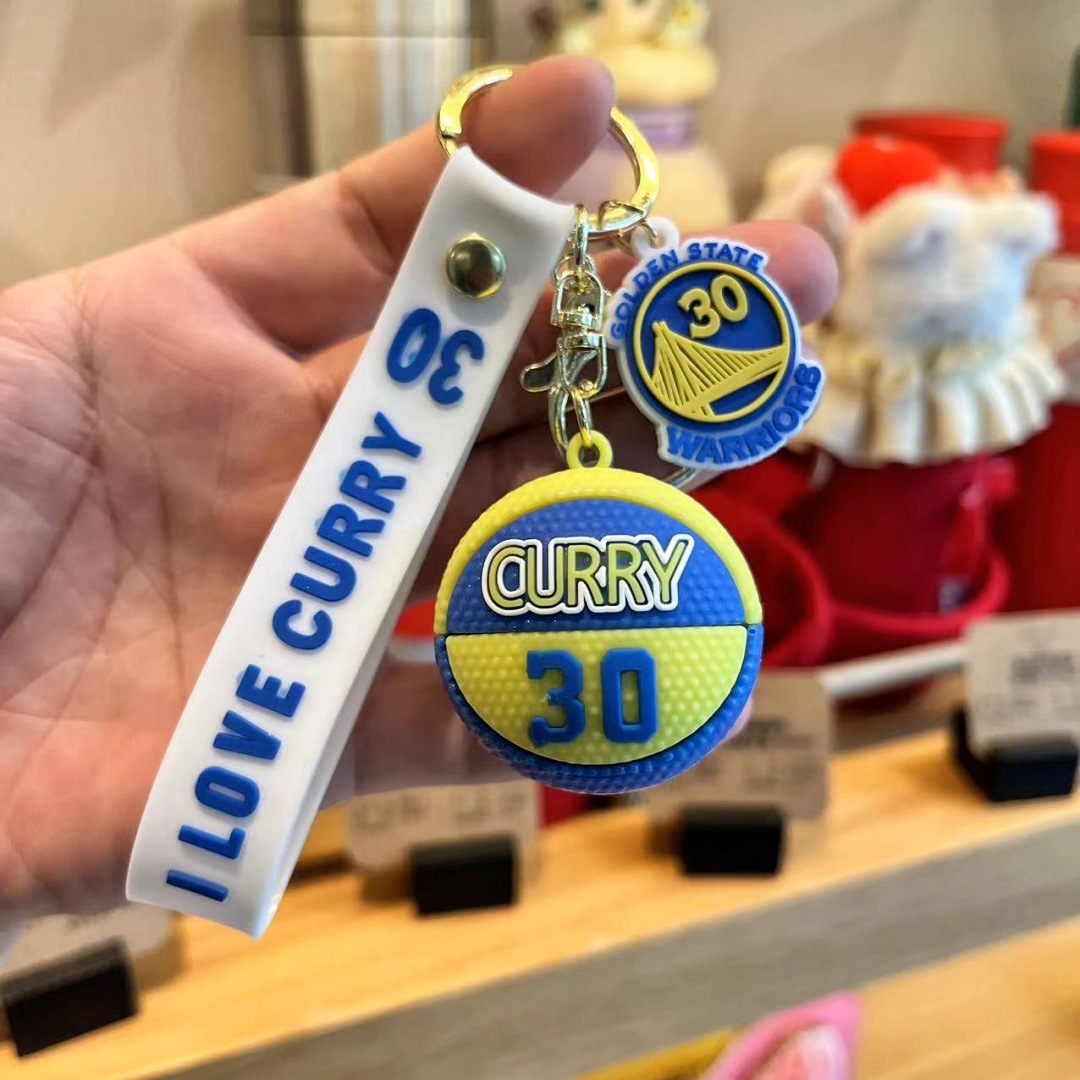 I LOVE CURRY 30
GOLDEN STATE
30
WARRIORS
CURRY
30